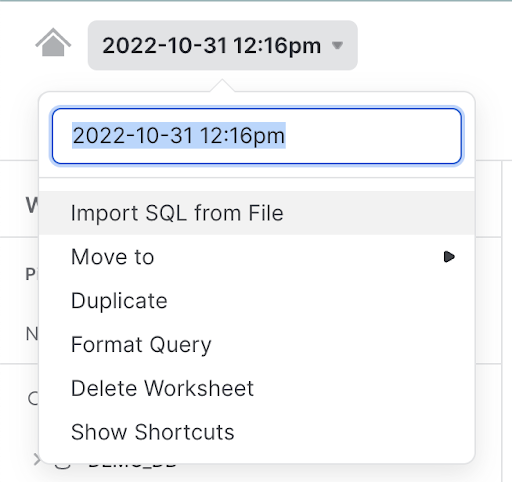 2022-10-31 12:16pm
2022-10-31 12:16pm
Import SQL from File
Move to
Duplicate
Format Query
Delete Worksheet
Show Shortcuts